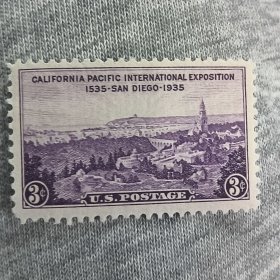 CALIFORNIA PACIFIC INTERNATIONAL EXPOSITION
1535-SAN DIEGO-1935
3¢ U.S. POSTAGE 3¢